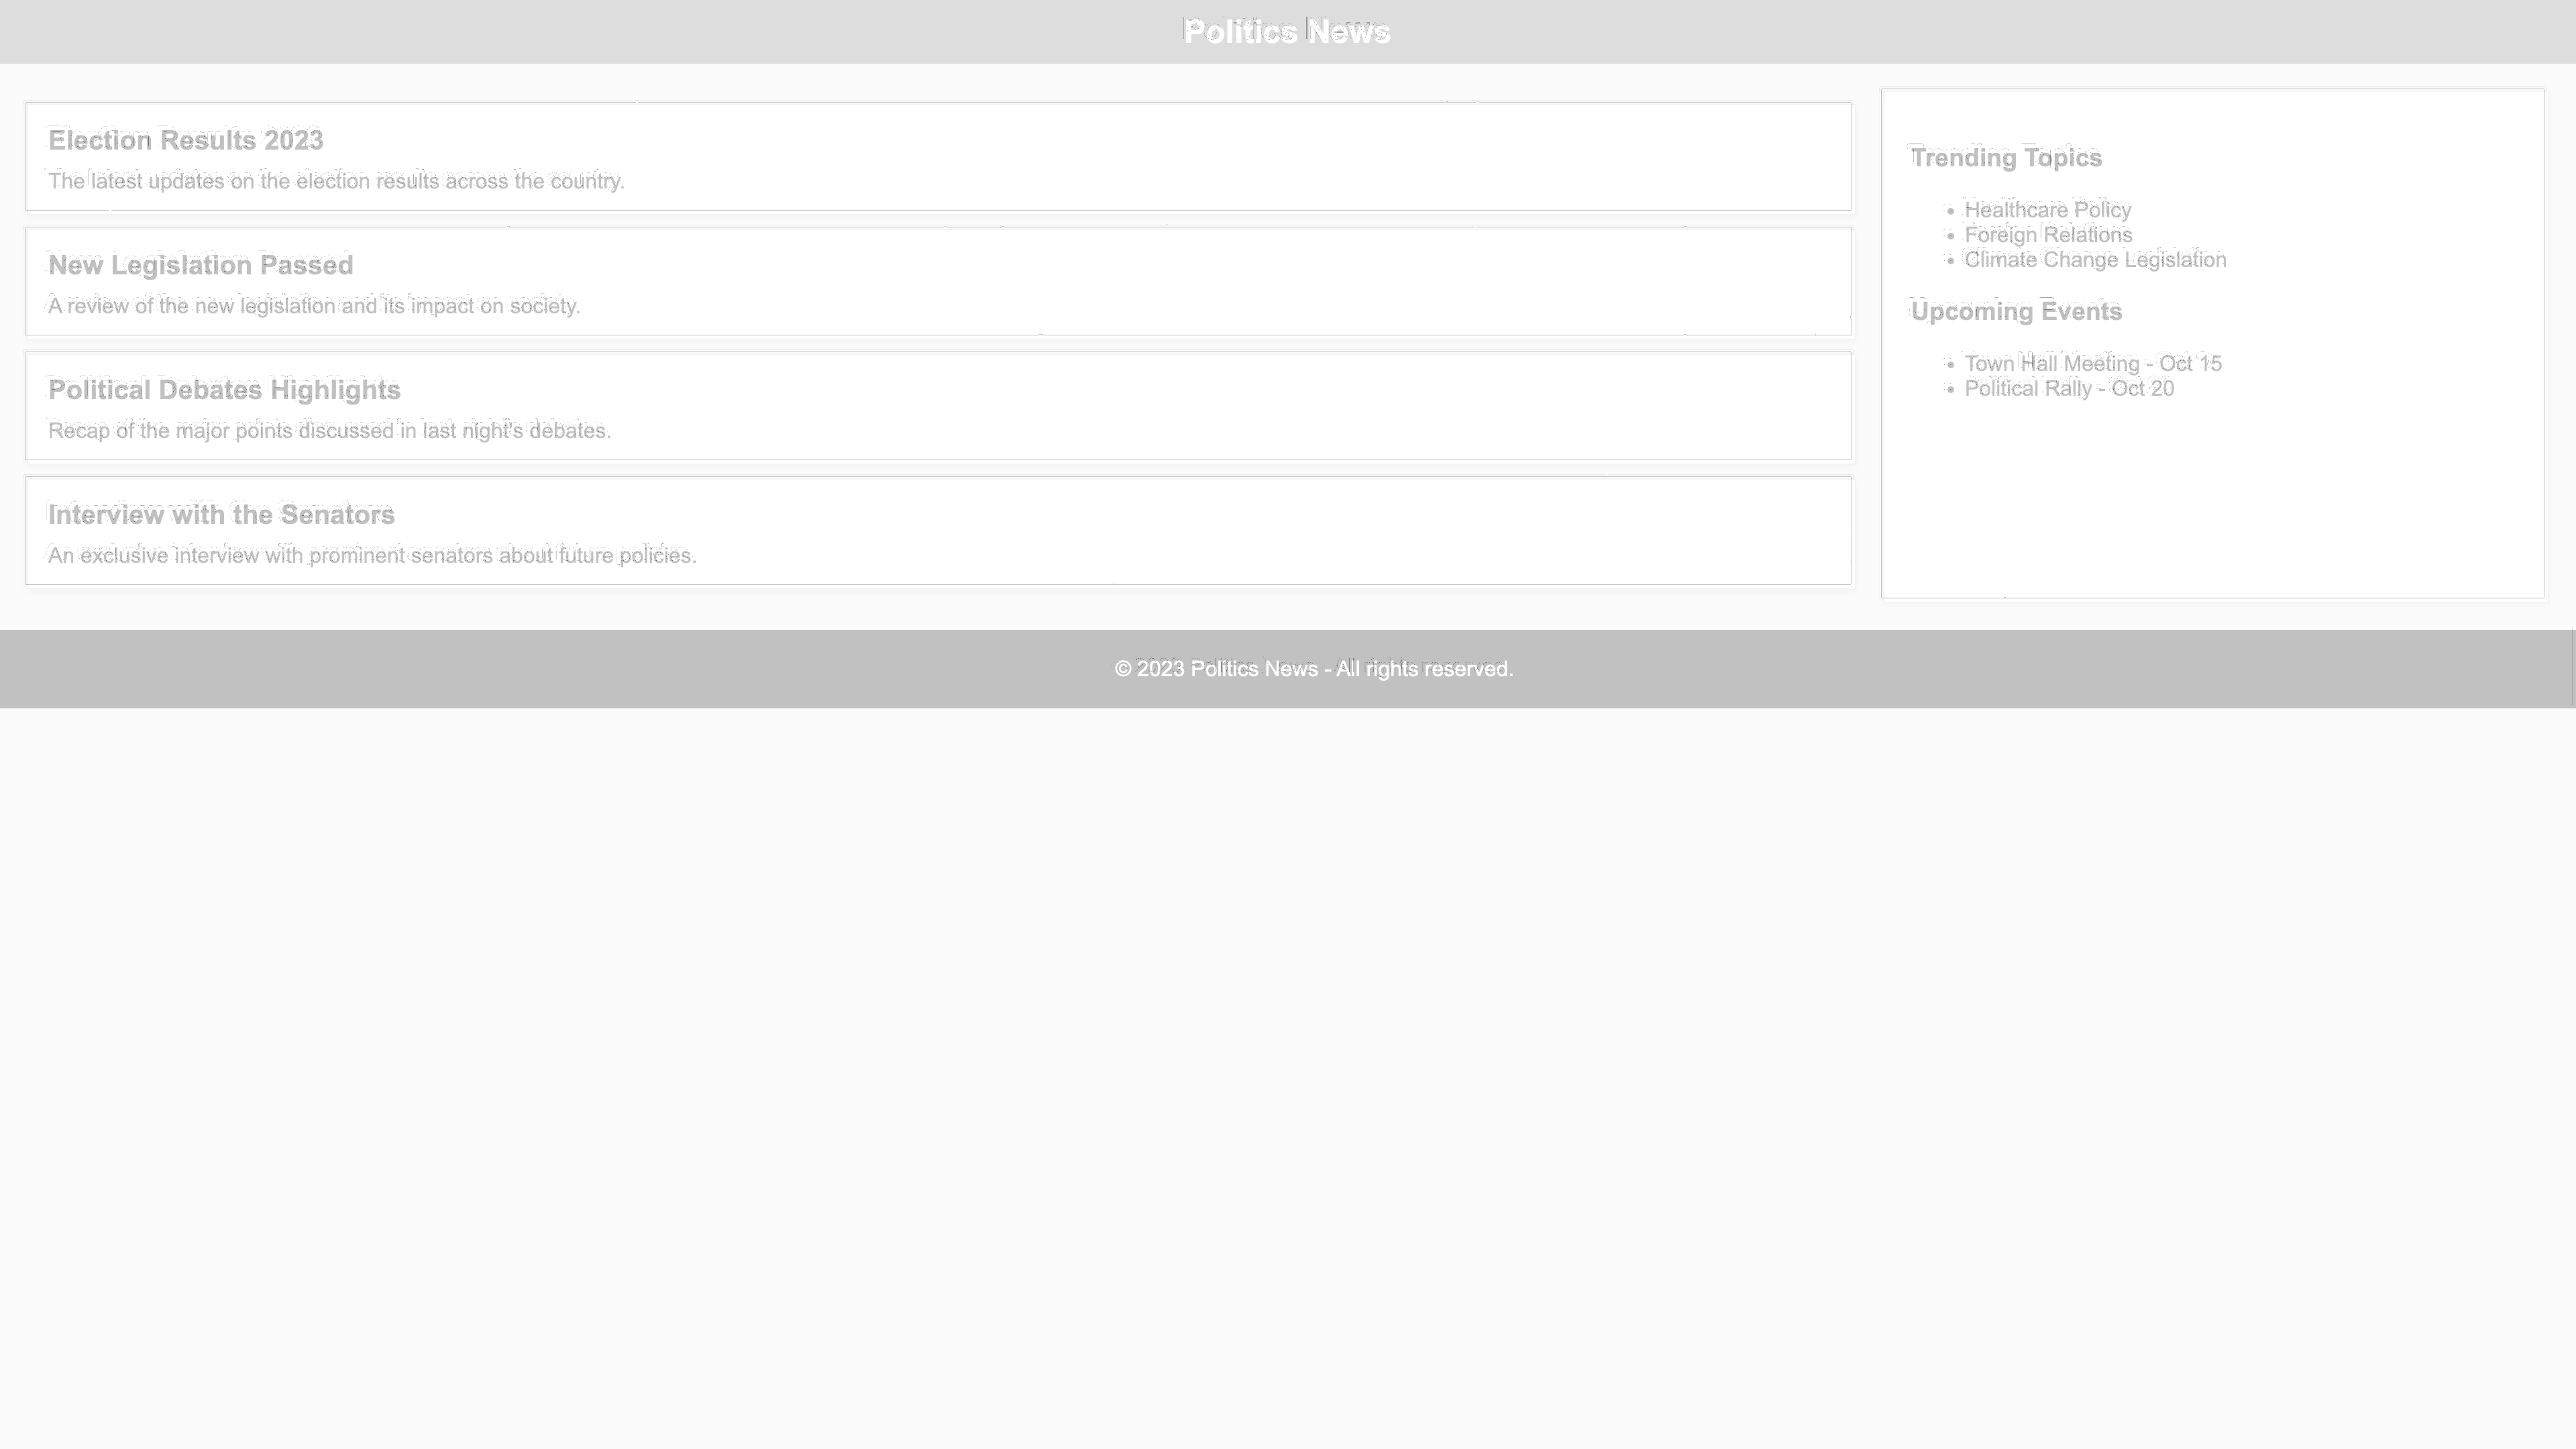 Politics News
Election Results 2023
The latest updates on the election results across the country.
New Legislation Passed
A review of the new legislation and its impact on society.
Political Debates Highlights
Recap of the major points discussed in last night's debates.
Interview with the Senators
An exclusive interview with prominent senators about future policies.
Trending Topics
• Healthcare Policy
• Foreign Relations
• Climate Change Legislation
Upcoming Events
• Town Hall Meeting - Oct 15
• Political Rally - Oct 20
© 2023 Politics News - All rights reserved.